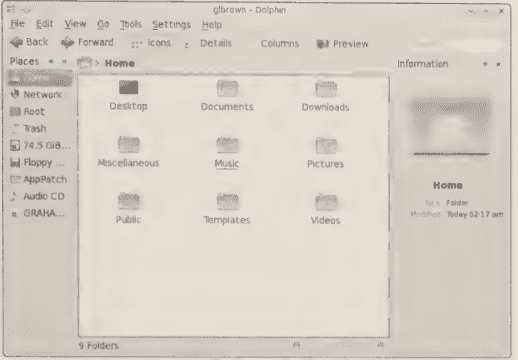 glbrown - Dolphin
File Edit View Go Tools Settings Help
Back Forward Icons Details Columns Preview
Places
Home
Information
Network
Root
Trash
74.5 GiB...
Floppy ...
AppPatch
Audio CD
GRAHA...
Desktop Documents Downloads
Miscellaneous Music Pictures
Public Templates Videos
Home
Type Folder
Modified Today 02:17 am
9 Folders